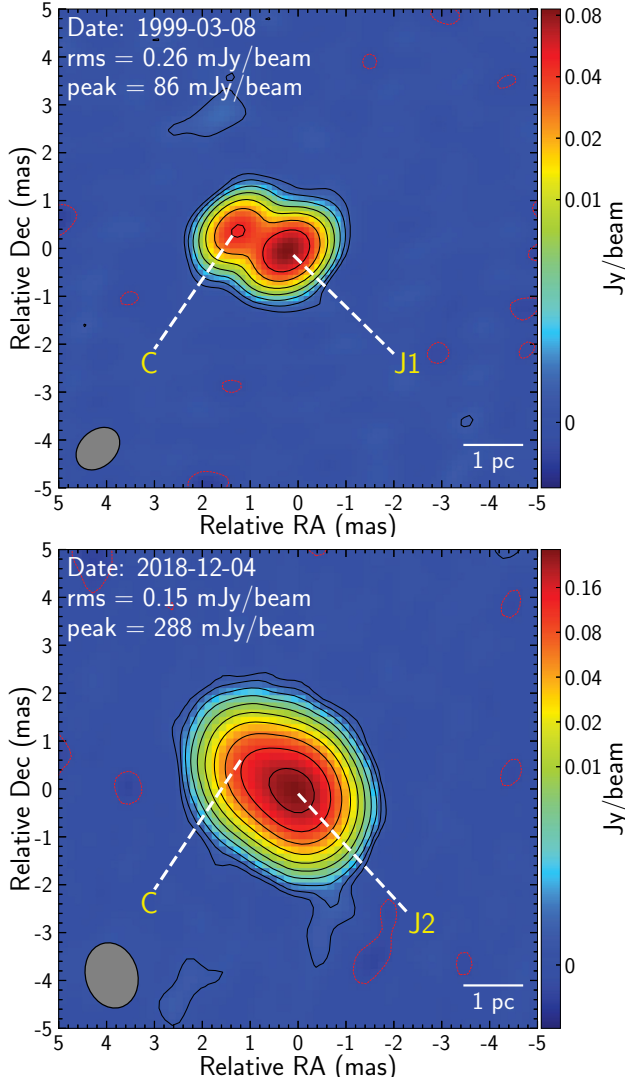 Date: 1999-03-08
rms = 0.26 mJy/beam
peak = 86 mJy/beam
C
J1
1 pc
5
4
3
2
1
0
-1
-2
-3
-4
-5
Relative Dec (mas)
5 4 3 2 1 0 -1 -2 -3 -4 -5
Relative RA (mas)
0.08
0.04
0.02
0.01
0
Jy/beam
Date: 2018-12-04
rms = 0.15 mJy/beam
peak = 288 mJy/beam
C
J2
1 pc
5
4
3
2
1
0
-1
-2
-3
-4
-5
Relative Dec (mas)
5 4 3 2 1 0 -1 -2 -3 -4 -5
Relative RA (mas)
0.16
0.08
0.04
0.02
0.01
0
Jy/beam